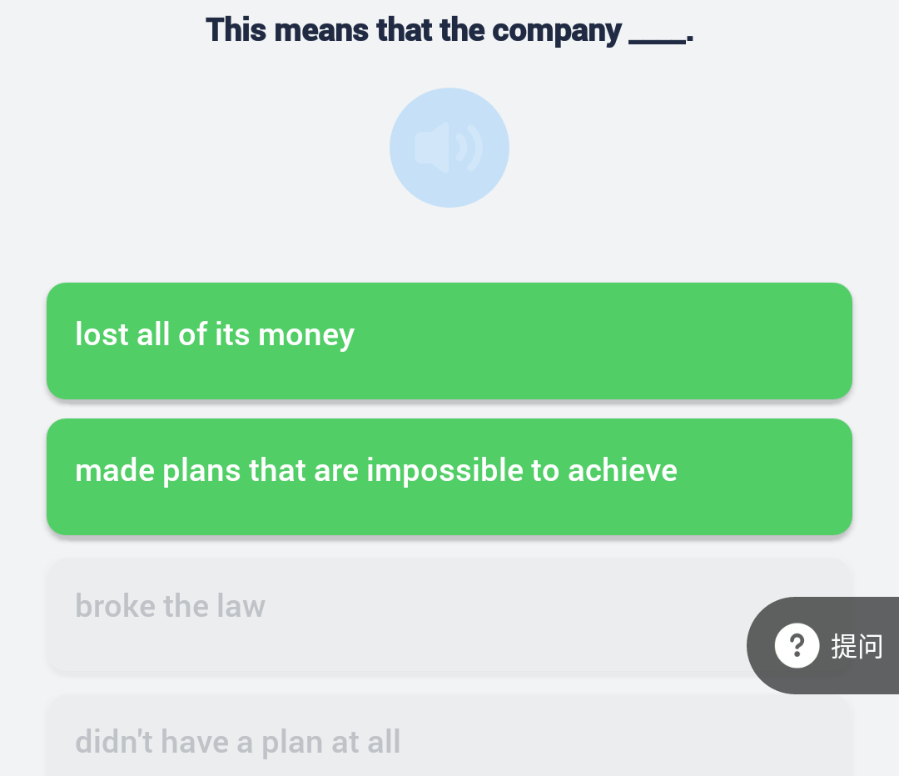 This means that the company ____.
lost all of its money
made plans that are impossible to achieve
broke the law
? 提问
didn't have a plan at all